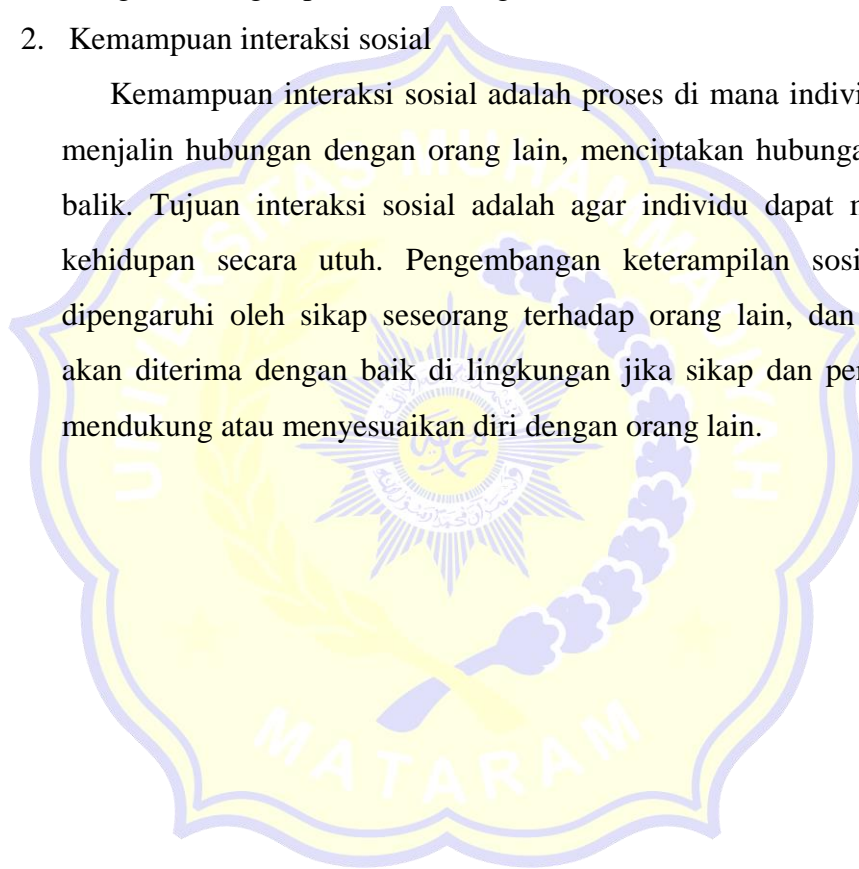 2. Kemampuan interaksi sosial
Kemampuan interaksi sosial adalah proses di mana indivi
menjalin hubungan dengan orang lain, menciptakan hubunga
balik. Tujuan interaksi sosial adalah agar individu dapat
kehidupan secara utuh. Pengembangan keterampilan sosi
dipengaruhi oleh sikap seseorang terhadap orang lain, dan
akan diterima dengan baik di lingkungan jika sikap dan per
mendukung atau menyesuaikan diri dengan orang lain.
UNIVERSITAS MUHAMMADIYAH
MATARAM